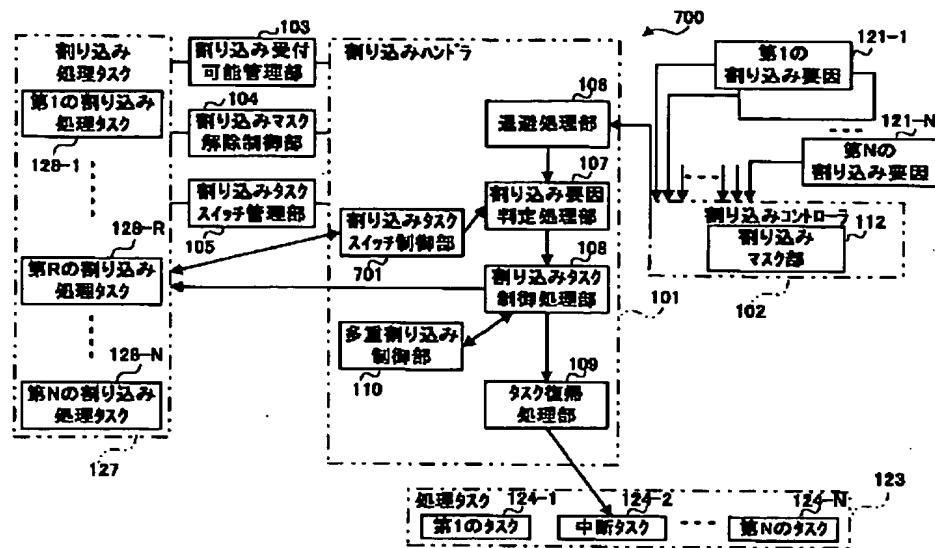 700
割り込み
処理タスク
第1の割り込み
処理タスク
128-1
128-R
第Rの割り込み
処理タスク
128-N
第Nの割り込み
処理タスク
127
103
割り込み受付
可能管理部
104
割り込みマスク
解除制御部
割り込みタスク
スイッチ管理部
105
割り込みハンドラ
108
退避処理部
107
割り込み要因
判定処理部
割り込みタスク
スイッチ制御部
701
108
割り込みタスク
制御処理部
101
多重割り込み
制御部
110
109
タスク復帰
処理部
第1の
割り込み要因
121-1
121-N
第Nの
割り込み要因
割り込みコントローラ
112
割り込み
マスク部
102
123
処理タスク
124-1
第1のタスク
124-2
中断タスク
124-N
第Nのタスク